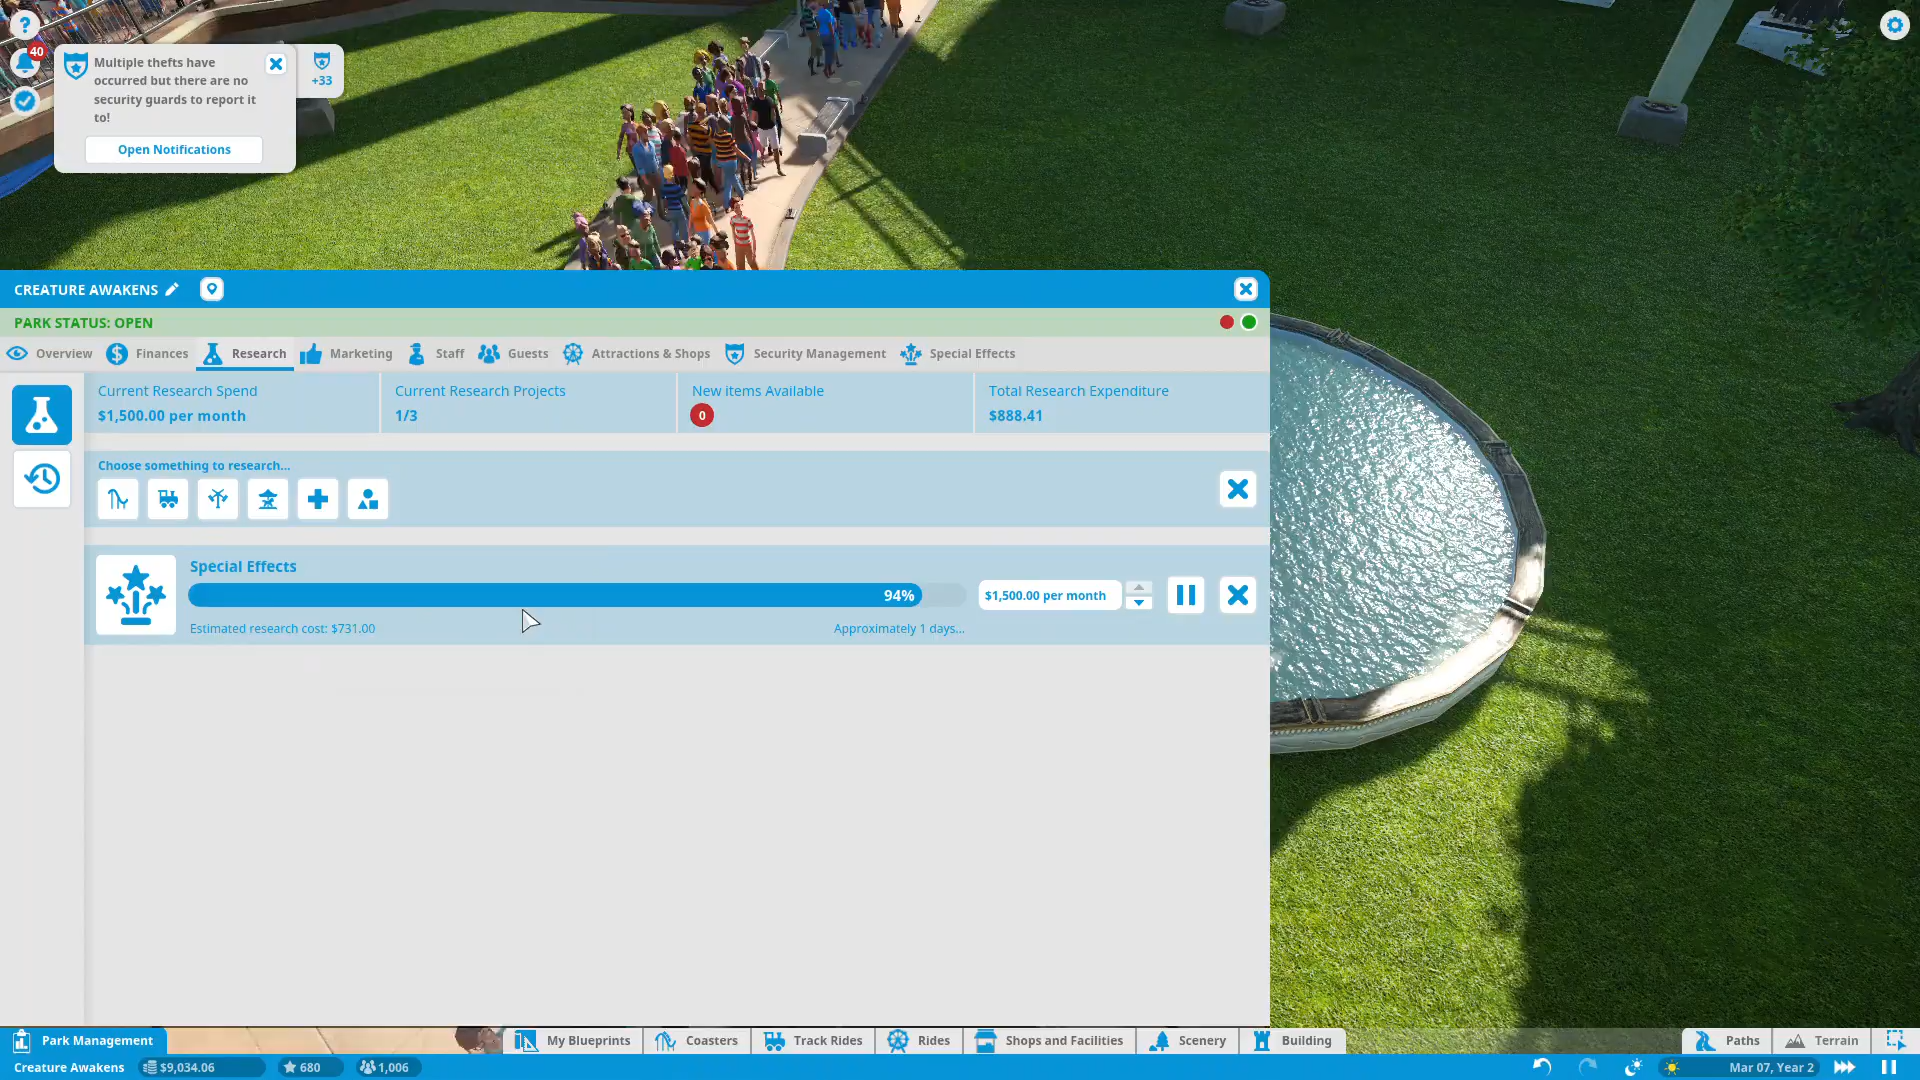 ?
40
Multiple thefts have
occurred but there are no
security guards to report it
to!
Open Notifications
+33
CREATURE AWAKENS
PARK STATUS: OPEN
Overview
Finances
Research
Marketing
Staff
Guests
Attractions & Shops
Security Management
Special Effects
Current Research Spend
$1,500.00 per month
Current Research Projects
1/3
New items Available
0
Total Research Expenditure
$888.41
Choose something to research...
Special Effects
94%
$1,500.00 per month
Estimated research cost: $731.00
Approximately 1 days...
Park Management
My Blueprints
Coasters
Track Rides
Rides
Shops and Facilities
Scenery
Building
Paths
Terrain
Creature Awakens
$9,034.06
680
1,006
Mar 07, Year 2